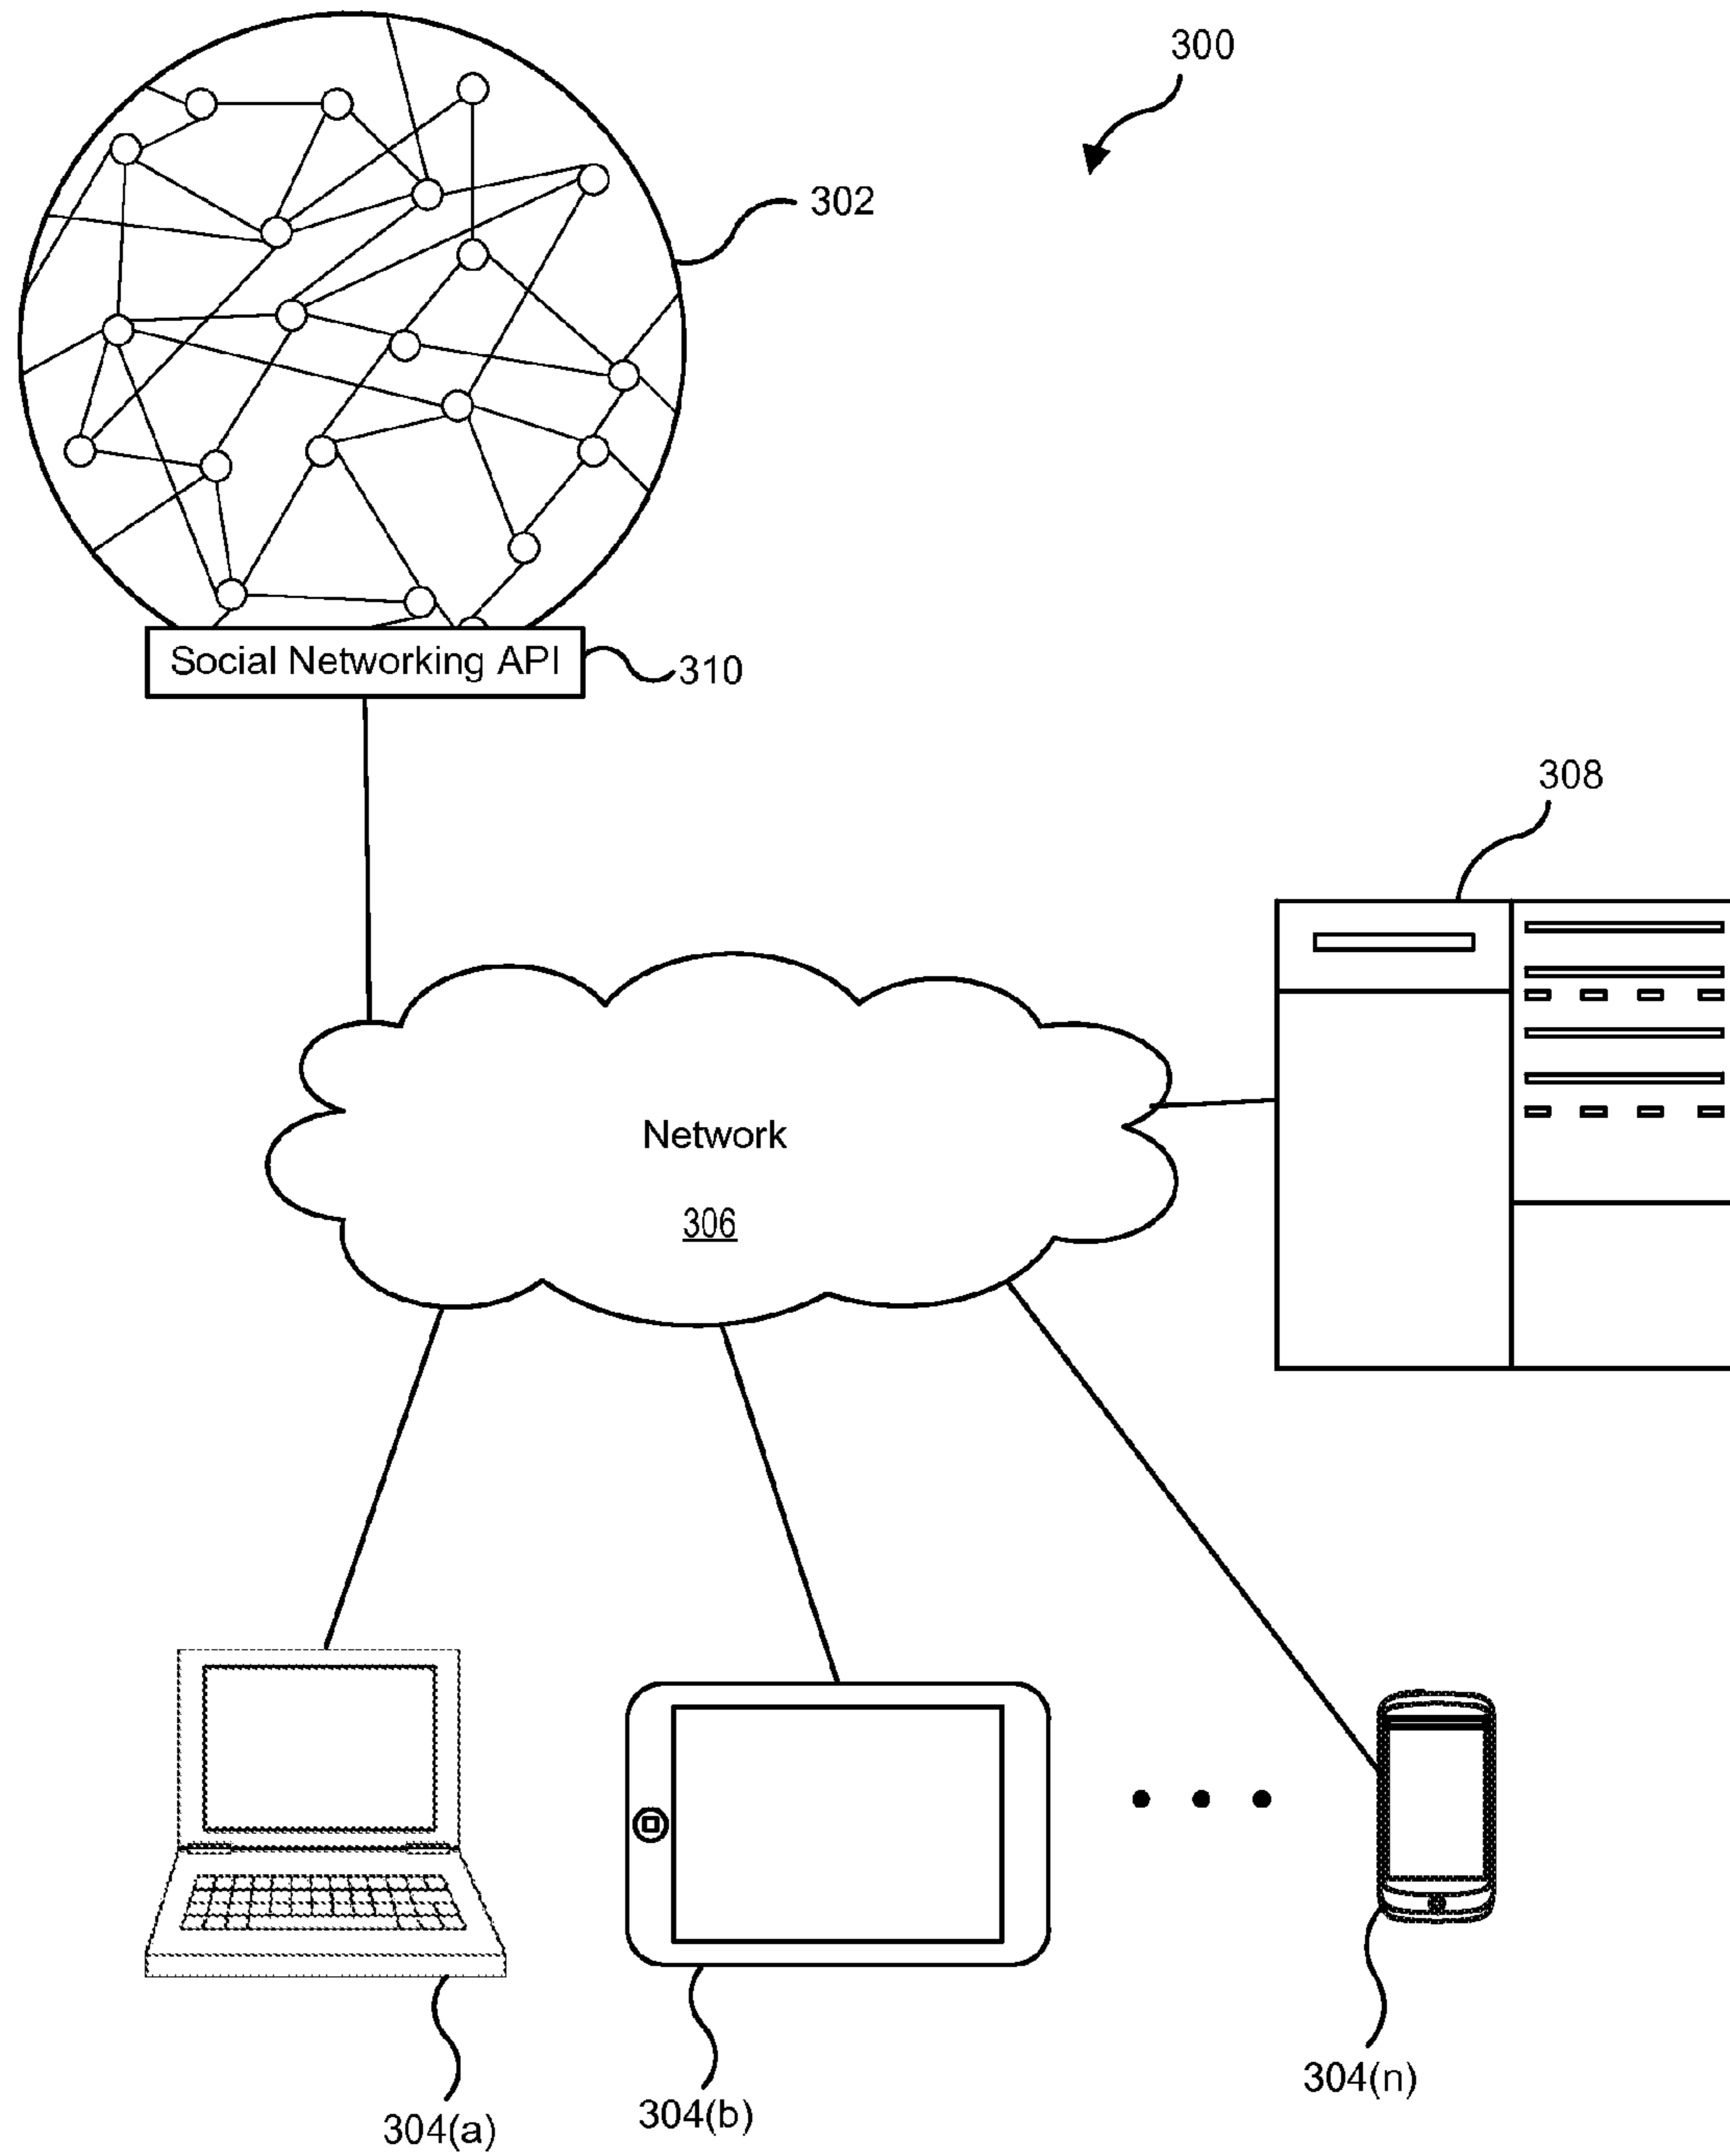 300
302
Social Networking API
310
308
Network
306
304(a)
304(b)
304(n)